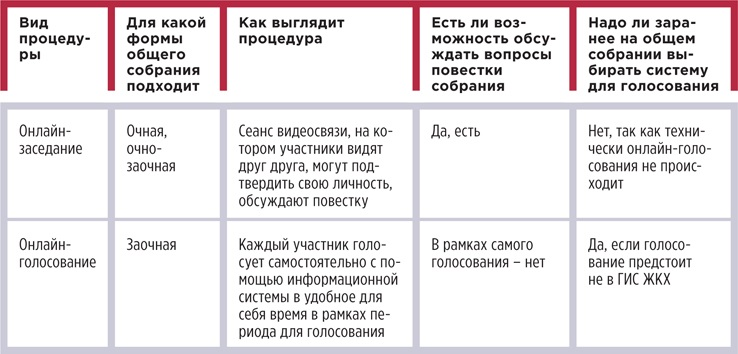 Вид
процеду-
ры
Для какой
формы
общего
собрания
подходит
Как выглядит
процедура
Есть ли воз-
можность обсу-
ждать вопросы
повестки
собрания
Надо ли зара-
нее на общем
собрании вы-
бирать систему
для голосования
Онлайн-
заседание
Очная,
очно-
заочная
Сеанс видеосвязи, на ко-
тором участники видят
друг друга, могут под-
твердить свою личность,
обсуждают повестку
Да, есть
Нет, так как техни-
чески онлайн-голо-
сования не проис-
ходит
Онлайн-
голосование
Заочная
Каждый участник голо-
сует самостоятельно с по-
мощью информационной
системы в удобное для
себя время в рамках пе-
риода для голосования
В рамках самого
голосования – нет
Да, если голосо-
вание предстоит
не в ГИС ЖКХ